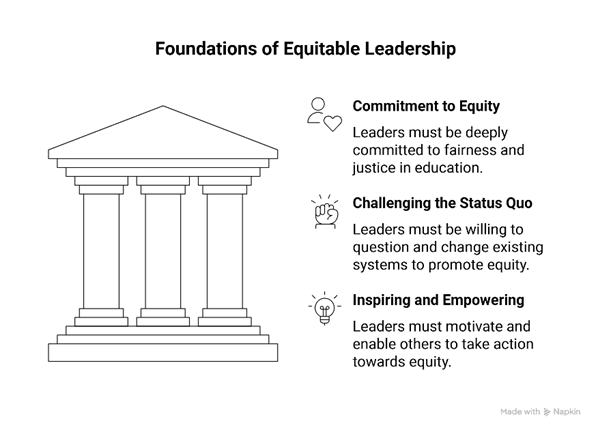 Foundations of Equitable Leadership
Commitment to Equity
Leaders must be deeply
committed to fairness and
justice in education.
Challenging the Status Quo
Leaders must be willing to
question and change existing
systems to promote equity.
Inspiring and Empowering
Leaders must motivate and
enable others to take action
towards equity.
Made with Napkin